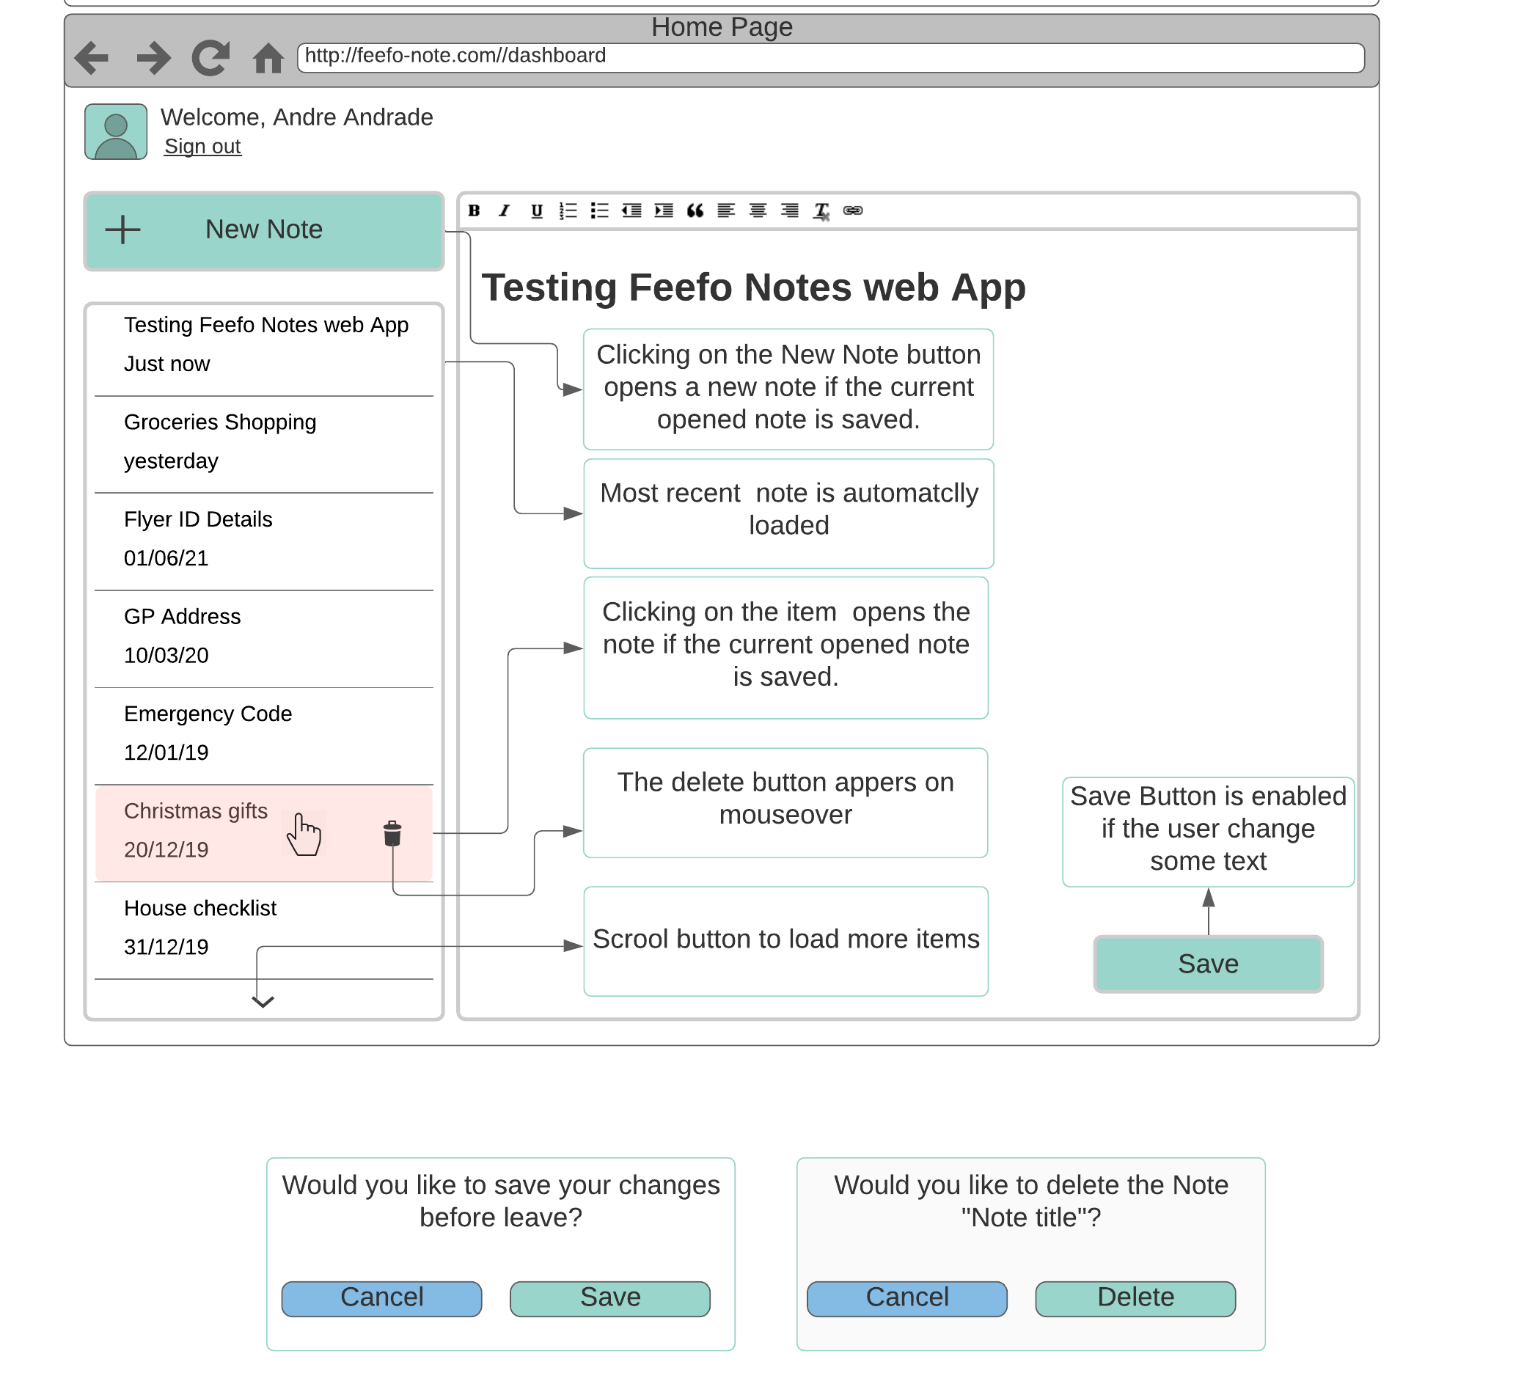 Home Page
http://feefo-note.com//dashboard
Welcome, Andre Andrade
Sign out
New Note
B I U
Testing Feefo Notes web App
Testing Feefo Notes web App
Just now
Groceries Shopping
yesterday
Flyer ID Details
01/06/21
GP Address
10/03/20
Emergency Code
12/01/19
Christmas gifts
20/12/19
House checklist
31/12/19
Clicking on the New Note button
opens a new note if the current
opened note is saved.
Most recent  note is automatclly
loaded
Clicking on the item  opens the
note if the current opened note
is saved.
The delete button appers on
mouseover
Scrool button to load more items
Save Button is enabled
if the user change
some text
Save
Would you like to save your changes
before leave?
Cancel
Save
Would you like to delete the Note
"Note title"?
Cancel
Delete